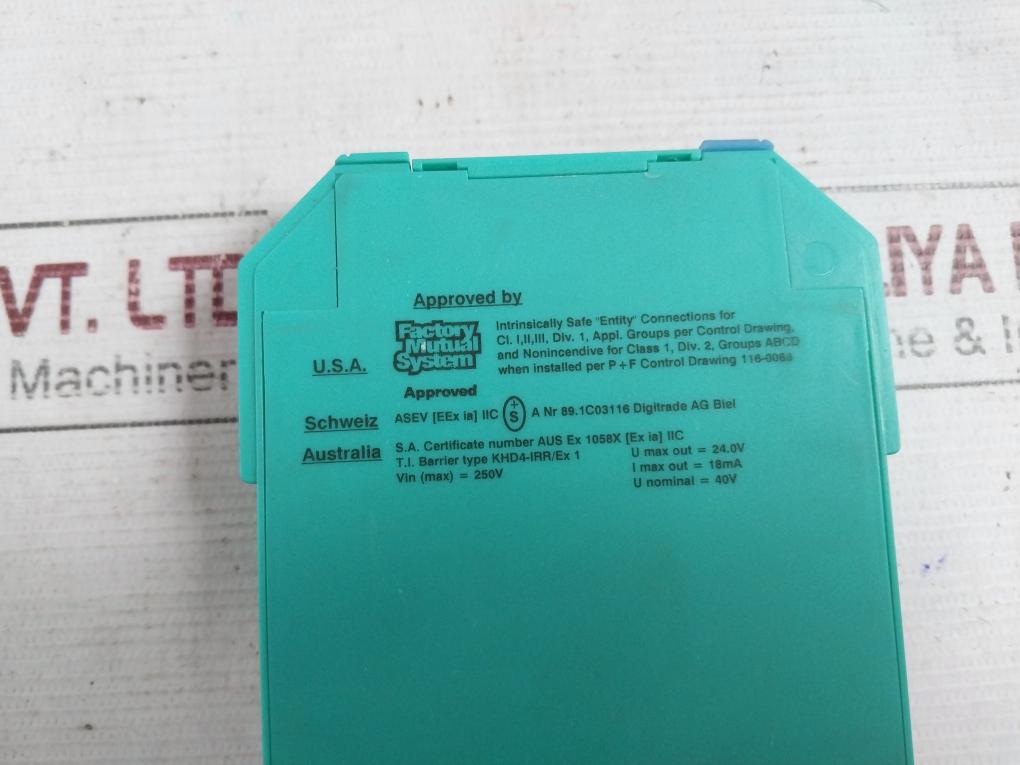 Approved by
U.S.A.
Factory Mutual System
Approved
Intrinsically Safe "Entity" Connections for
Cl. I,II,III, Div. 1, Appl. Groups per Control Drawing,
and Nonincendive for Class 1, Div. 2, Groups ABCD
when installed per P+F Control Drawing
Schweiz
ASEV [EEx ia] IIC +S A Nr 89.1C03116 Digitrade AG Biel
Australia
S.A. Certificate number AUS Ex 1058X [Ex ia] IIC
T.I. Barrier type KHD4-IRR/Ex 1
Vin (max) = 250V
U max out = 24.0V
I max out = 18mA
U nominal = 40V
VT. LTD
Machiner
IYA
ne & I